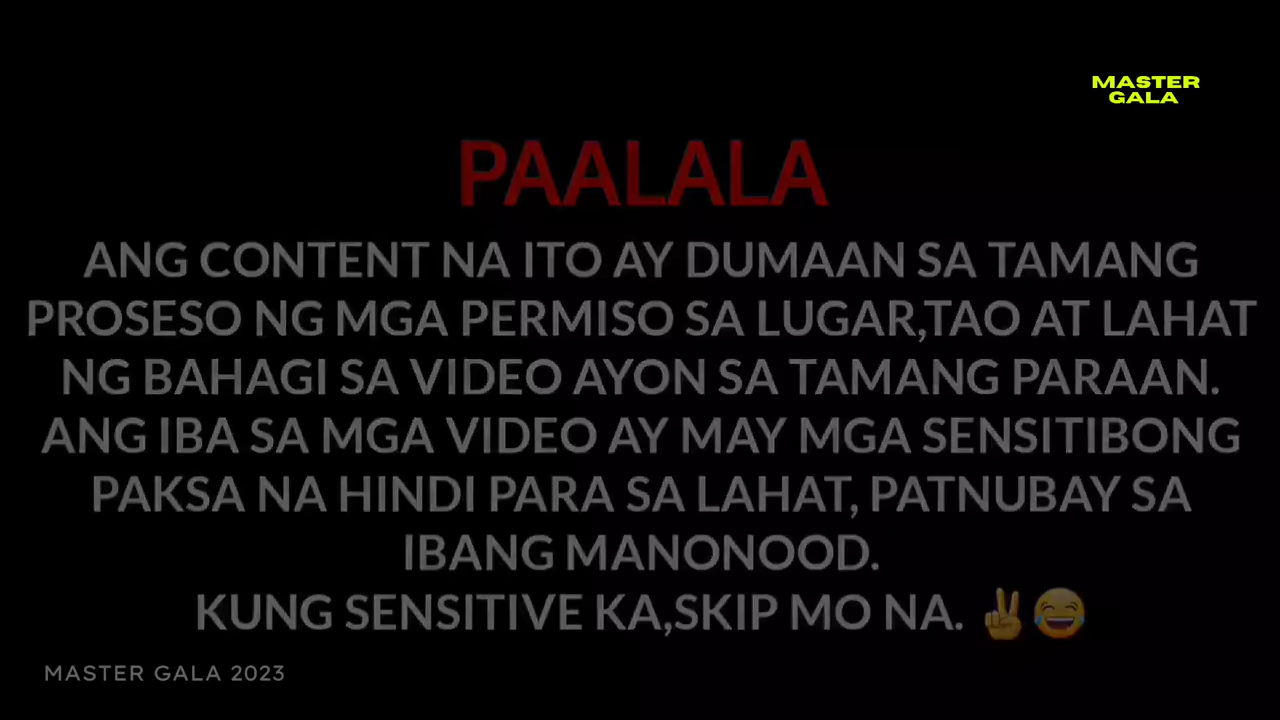 MASTER
GALA
PAALALA
ANG CONTENT NA ITO AY DUMAAN SA TAMANG
PROSESO NG MGA PERMISO SA LUGAR,TAO AT LAHAT
NG BAHAGI SA VIDEO AYON SA TAMANG PARAAN.
ANG IBA SA MGA VIDEO AY MAY MGA SENSITIBONG
PAKSA NA HINDI PARA SA LAHAT, PATNUBAY SA
IBANG MANONOOD.
KUNG SENSITIVE KA,SKIP MO NA. ✌😂
MASTER GALA 2023